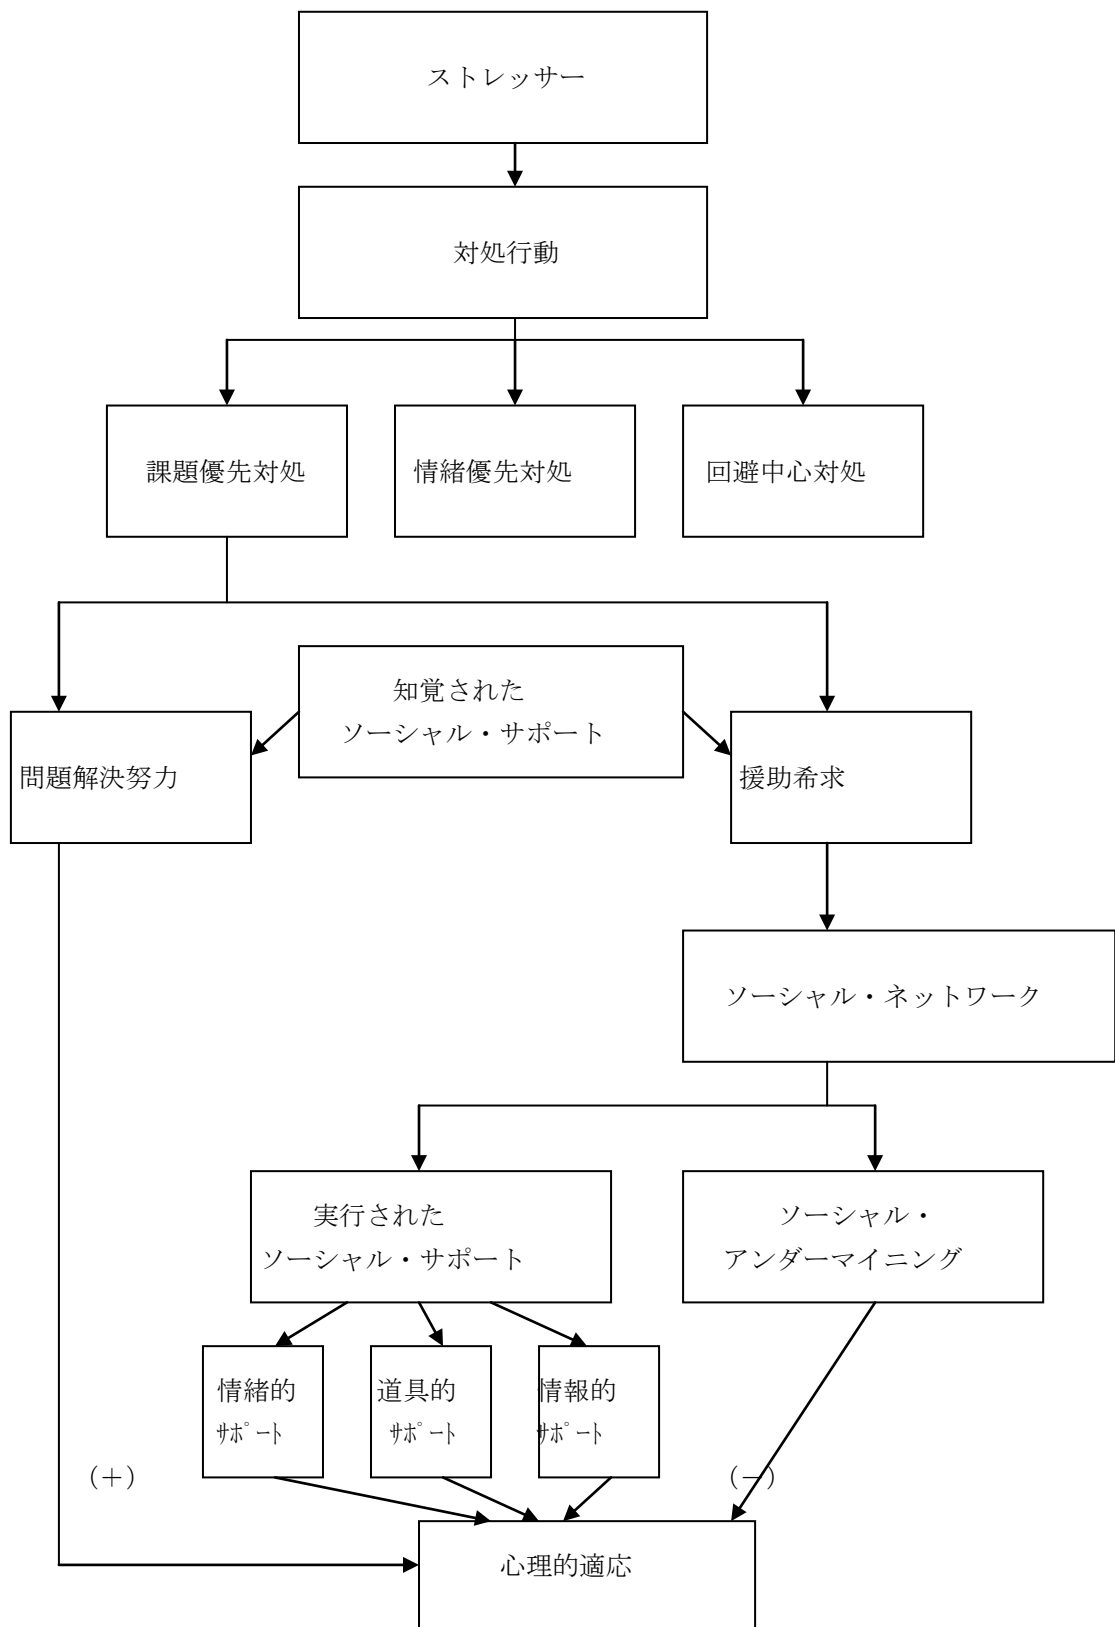 ストレッサー
対処行動
課題優先対処
情緒優先対処
回避中心対処
知覚された
ソーシャル・サポート
問題解決努力
援助希求
ソーシャル・ネットワーク
実行された
ソーシャル・サポート
ソーシャル・
アンダーマイニング
情緒的
ｻﾎﾟｰﾄ
道具的
ｻﾎﾟｰﾄ
情報的
ｻﾎﾟｰﾄ
（＋）
（－）
心理的適応